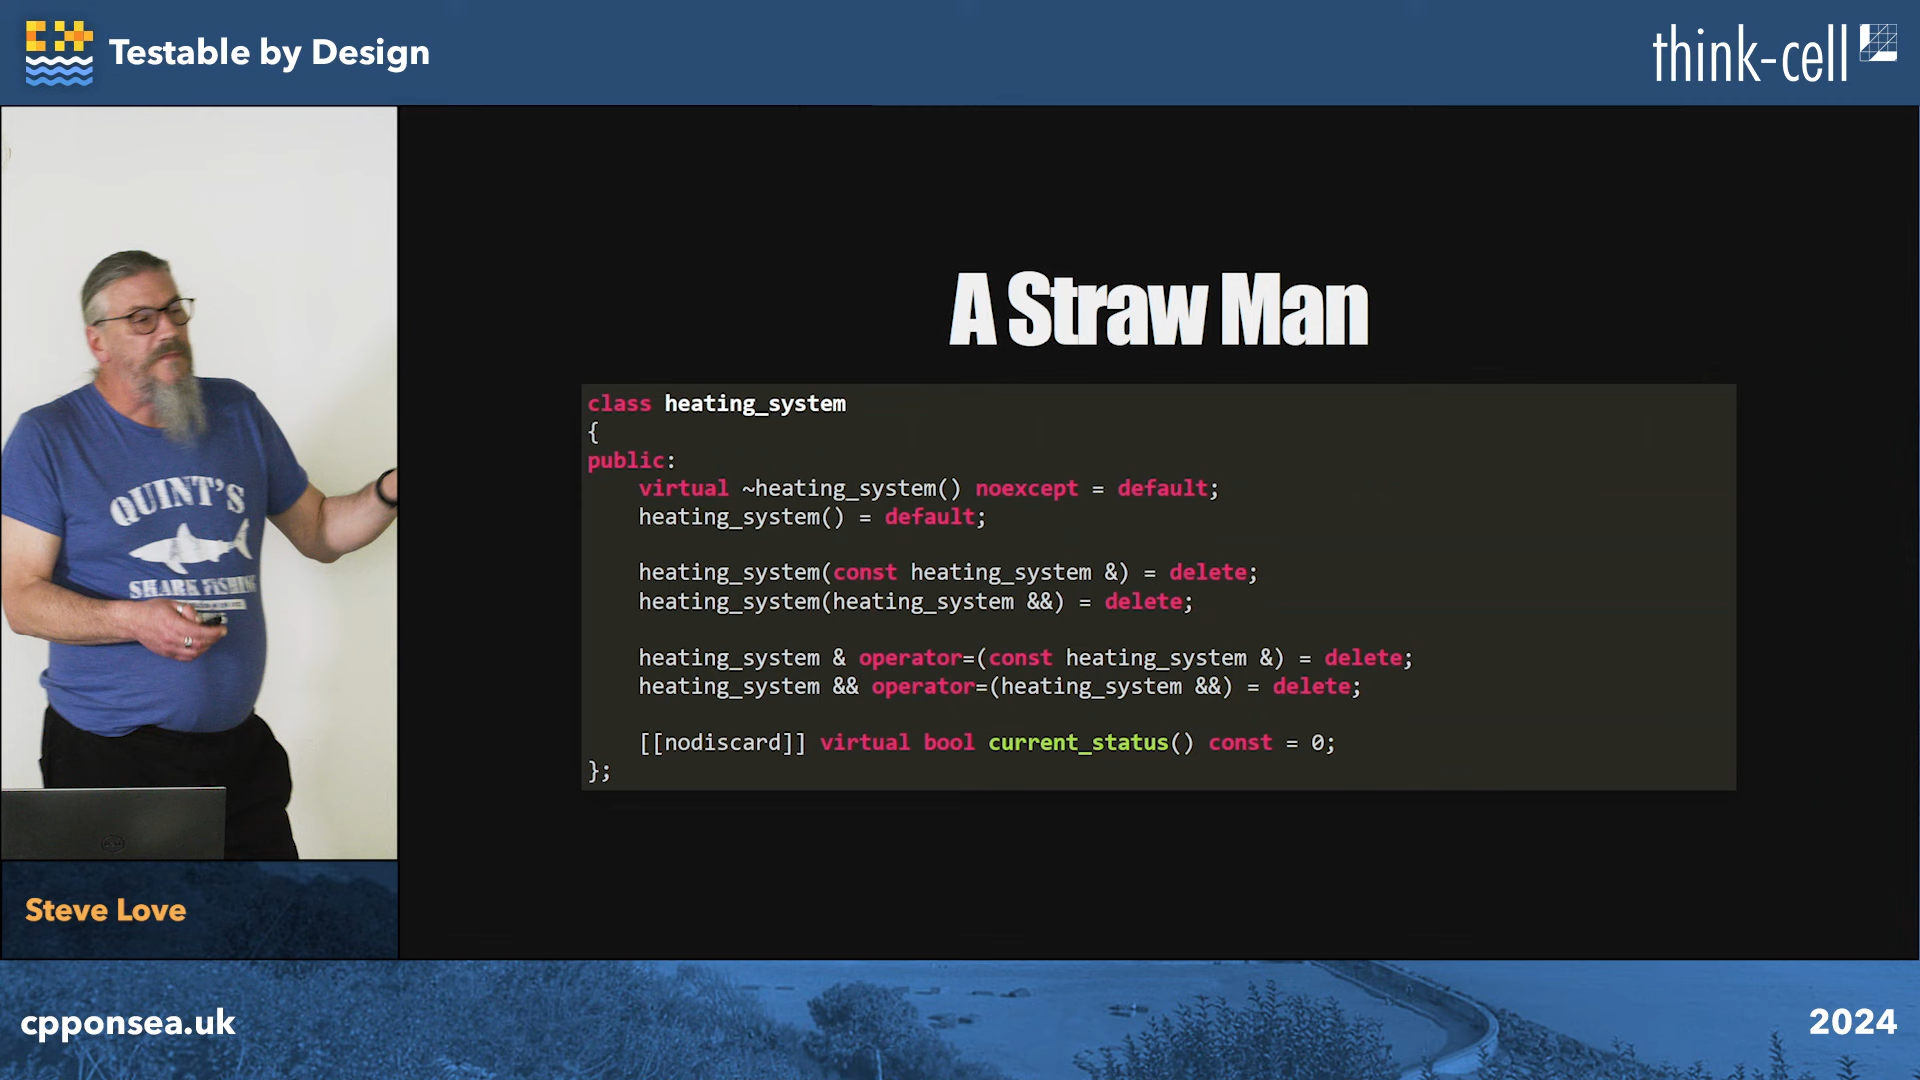 Testable by Design
think-cell
QUINT'S
SHARK FISHING
A Straw Man
class heating_system
{
public:
    virtual ~heating_system() noexcept = default;
    heating_system() = default;
    heating_system(const heating_system &) = delete;
    heating_system(heating_system &&) = delete;
    heating_system & operator=(const heating_system &) = delete;
    heating_system && operator=(heating_system &&) = delete;
    [[nodiscard]] virtual bool current_status() const = 0;
};
Steve Love
cpponsea.uk
2024